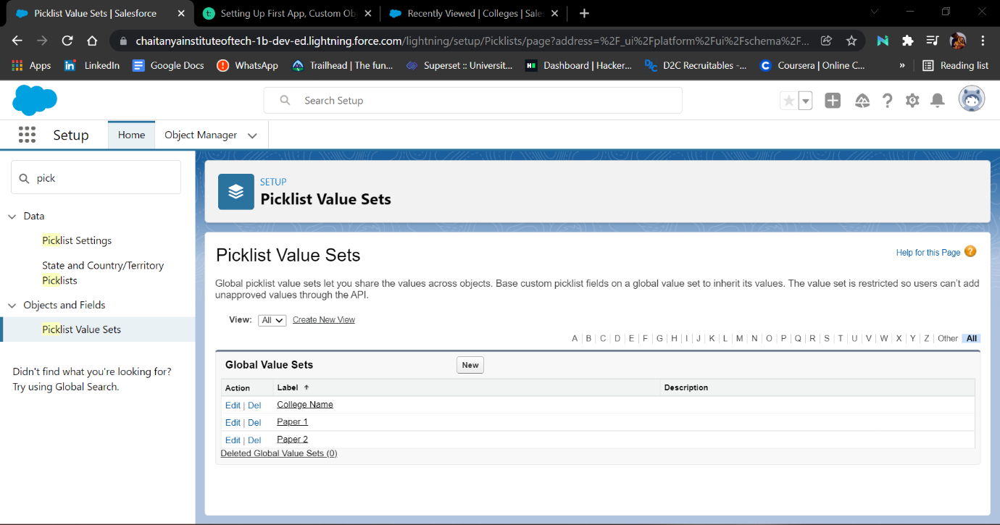 Picklist Value Sets | Salesforce
Setting Up First App, Custom Ob
Recently Viewed | Colleges | Sales
chaitanyainstituteoftech-1b-dev-ed.lightning.force.com/lightning/setup/Picklists/page?address=%2F_ui%2Fplatform%2Fui%2Fschema%2F...
Apps
LinkedIn
Google Docs
WhatsApp
Trailhead | The fun...
Superset :: Universit...
Dashboard | Hacker...
D2C Recruitables -...
Coursera | Online C...
»
Reading list
Search Setup
Setup
Home
Object Manager
pick
SETUP
Picklist Value Sets
Data
Picklist Settings
State and Country/Territory
Picklists
Objects and Fields
Picklist Value Sets
Didn't find what you're looking for?
Try using Global Search.
Picklist Value Sets
Help for this Page
Global picklist value sets let you share the values across objects. Base custom picklist fields on a global value set to inherit its values. The value set is restricted so users can't add
unapproved values through the API.
View: All Create New View
A | B | C | D | E | F | G | H | I | J | K | L | M | N | O | P | Q | R | S | T | U | V | W | X | Y | Z | Other | All
Global Value Sets New
Action Label ↑ Description
Edit | Del College Name
Edit | Del Paper 1
Edit | Del Paper 2
Deleted Global Value Sets (0)